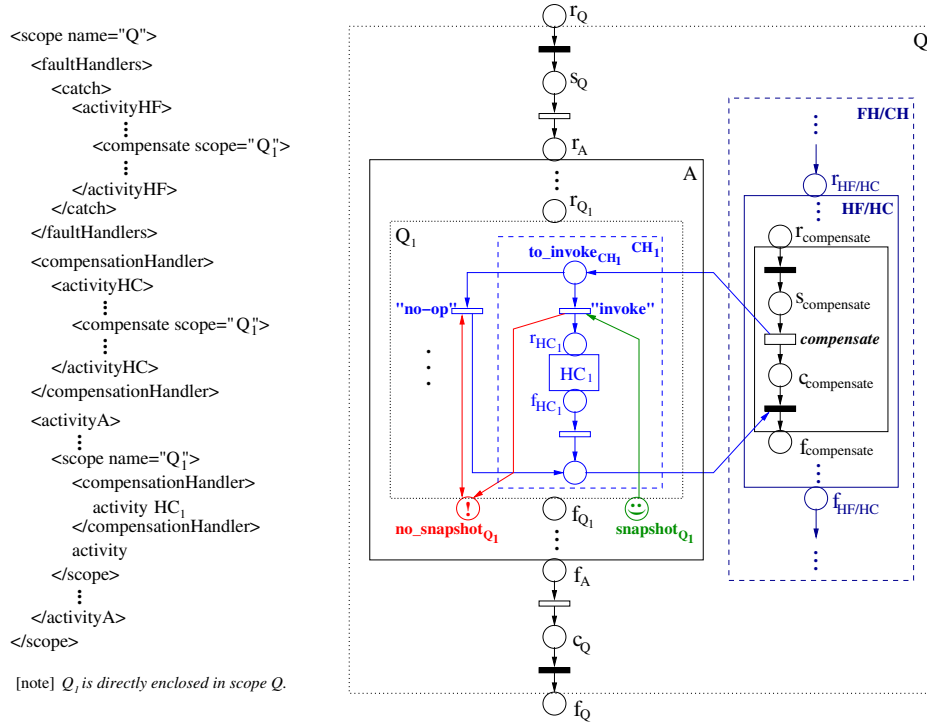 <scope name="Q">
<faultHandlers>
<catch>
<activityHF>
<compensate scope="Q1">
</activityHF>
</catch>
</faultHandlers>
<compensationHandler>
<activityHC>
<compensate scope="Q1">
</activityHC>
</compensationHandler>
<activityA>
<scope name="Q1">
<compensationHandler>
activity HC1
</compensationHandler>
activity
</scope>
</activityA>
</scope>
[note] Q1 is directly enclosed in scope Q.
rQ
Q
sQ
rA
A
rQ1
Q1
CH1
to_invokeCH1
"no-op"
"invoke"
rHC1
HC1
fHC1
!
no_snapshotQ1
snapshotQ1
fQ1
fA
cQ
fQ
FH/CH
rHF/HC
HF/HC
rcompensate
scompensate
compensate
ccompensate
fcompensate
fHF/HC